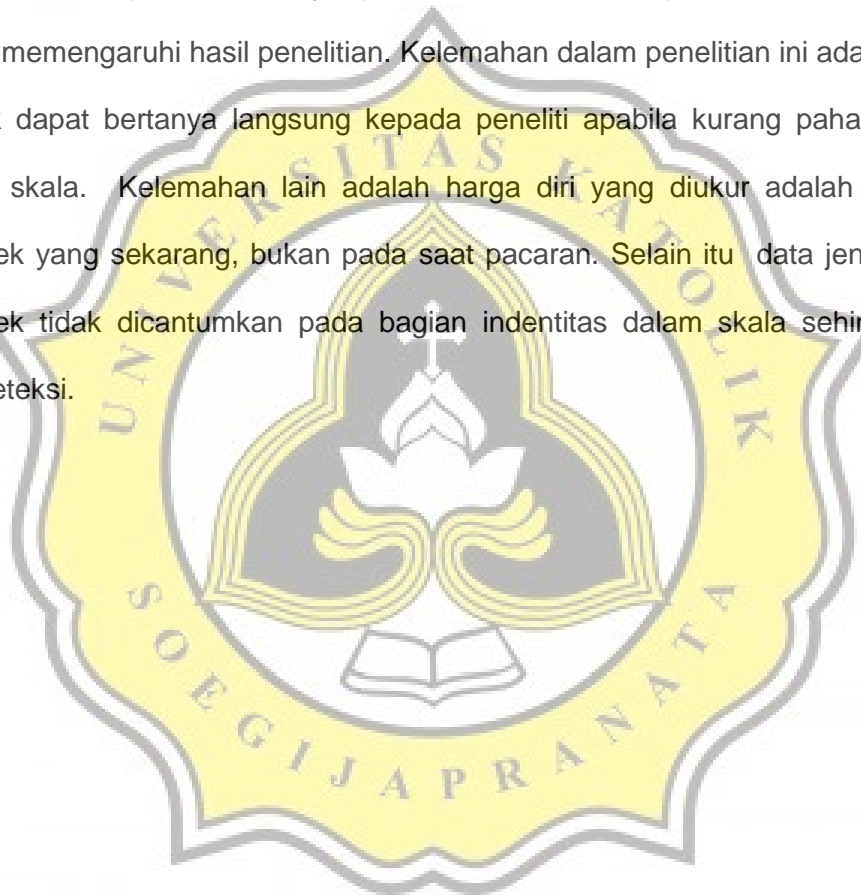 memengaruhi hasil penelitian. Kelemahan dalam penelitian ini ada
dapat bertanya langsung kepada peneliti apabila kurang paha
skala. Kelemahan lain adalah harga diri yang diukur adalah
ek yang sekarang, bukan pada saat pacaran. Selain itu data jen
ek tidak dicantumkan pada bagian indentitas dalam skala sehin
eteksi.
UNIVERSITAS KATOLIK
SOEGIJAPRANATA